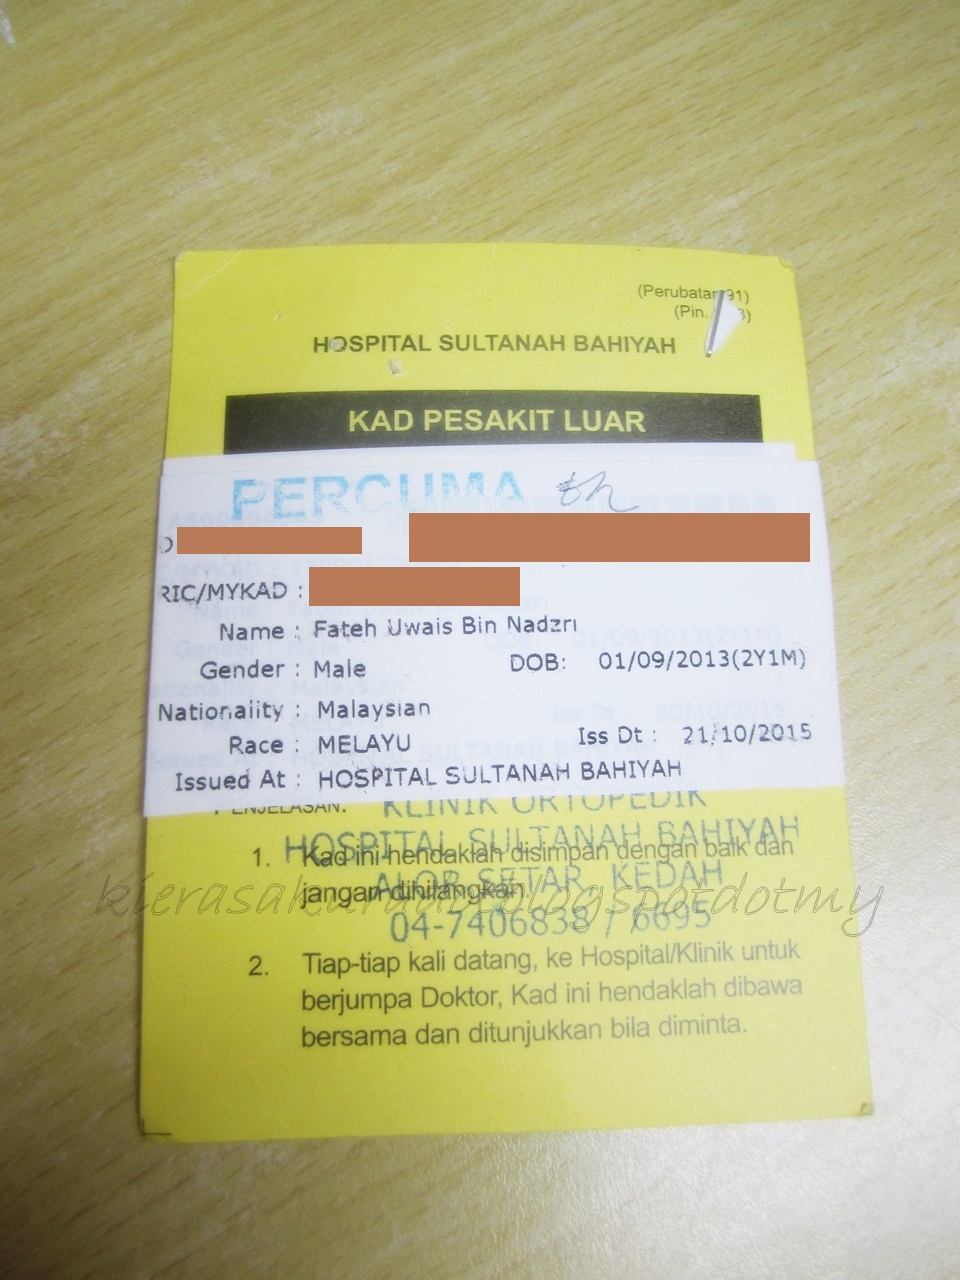 (Perubatan 91)
(Pin.
HOSPITAL SULTANAH BAHIYAH
KAD PESAKIT LUAR
PERCUMA
RIC/MYKAD :
Name : Fateh Uwais Bin Nadzri
Gender : Male DOB: 01/09/2013(2Y1M)
Nationality : Malaysian
Race : MELAYU Iss Dt : 21/10/2015
Issued At : HOSPITAL SULTANAH BAHIYAH
PENJELASAN:
KLINIK ORTOPEDIK
HOSPITAL SULTANAH BAHIYAH
ALOR SETAR, KEDAH
04-7406838 / 6695
1. Kad ini hendaklah disimpan dengan baik dan
jangan dihilangkan.
2. Tiap-tiap kali datang, ke Hospital/Klinik untuk
berjumpa Doktor, Kad ini hendaklah dibawa
bersama dan ditunjukkan bila diminta.